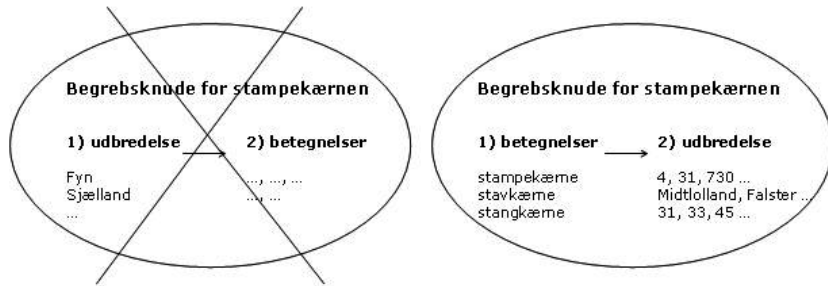 Begrebsknude for stampekærnen
1) udbredelse 2) betegnelser
Fyn ..., ..., ...
Sjælland ..., ...
...
Begrebsknude for stampekærnen
1) betegnelser 2) udbredelse
stampekærne 4, 31, 730 ...
stavkærne Midtlolland, Falster ...
stangkærne 31, 33, 45 ...